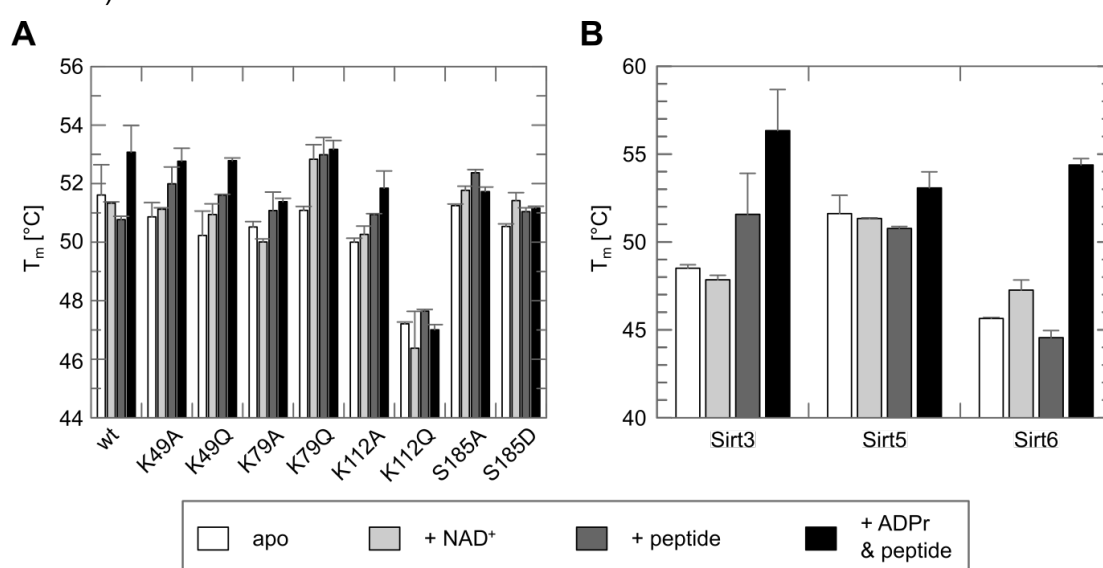 A
B
56
54
52
50
48
46
44
Tm [°C]
wt
K49A
K49Q
K79A
K79Q
K112A
K112Q
S185A
S185D
60
55
50
45
40
Tm [°C]
Sirt3
Sirt5
Sirt6
apo
+ NAD⁺
+ peptide
+ ADPr
& peptide